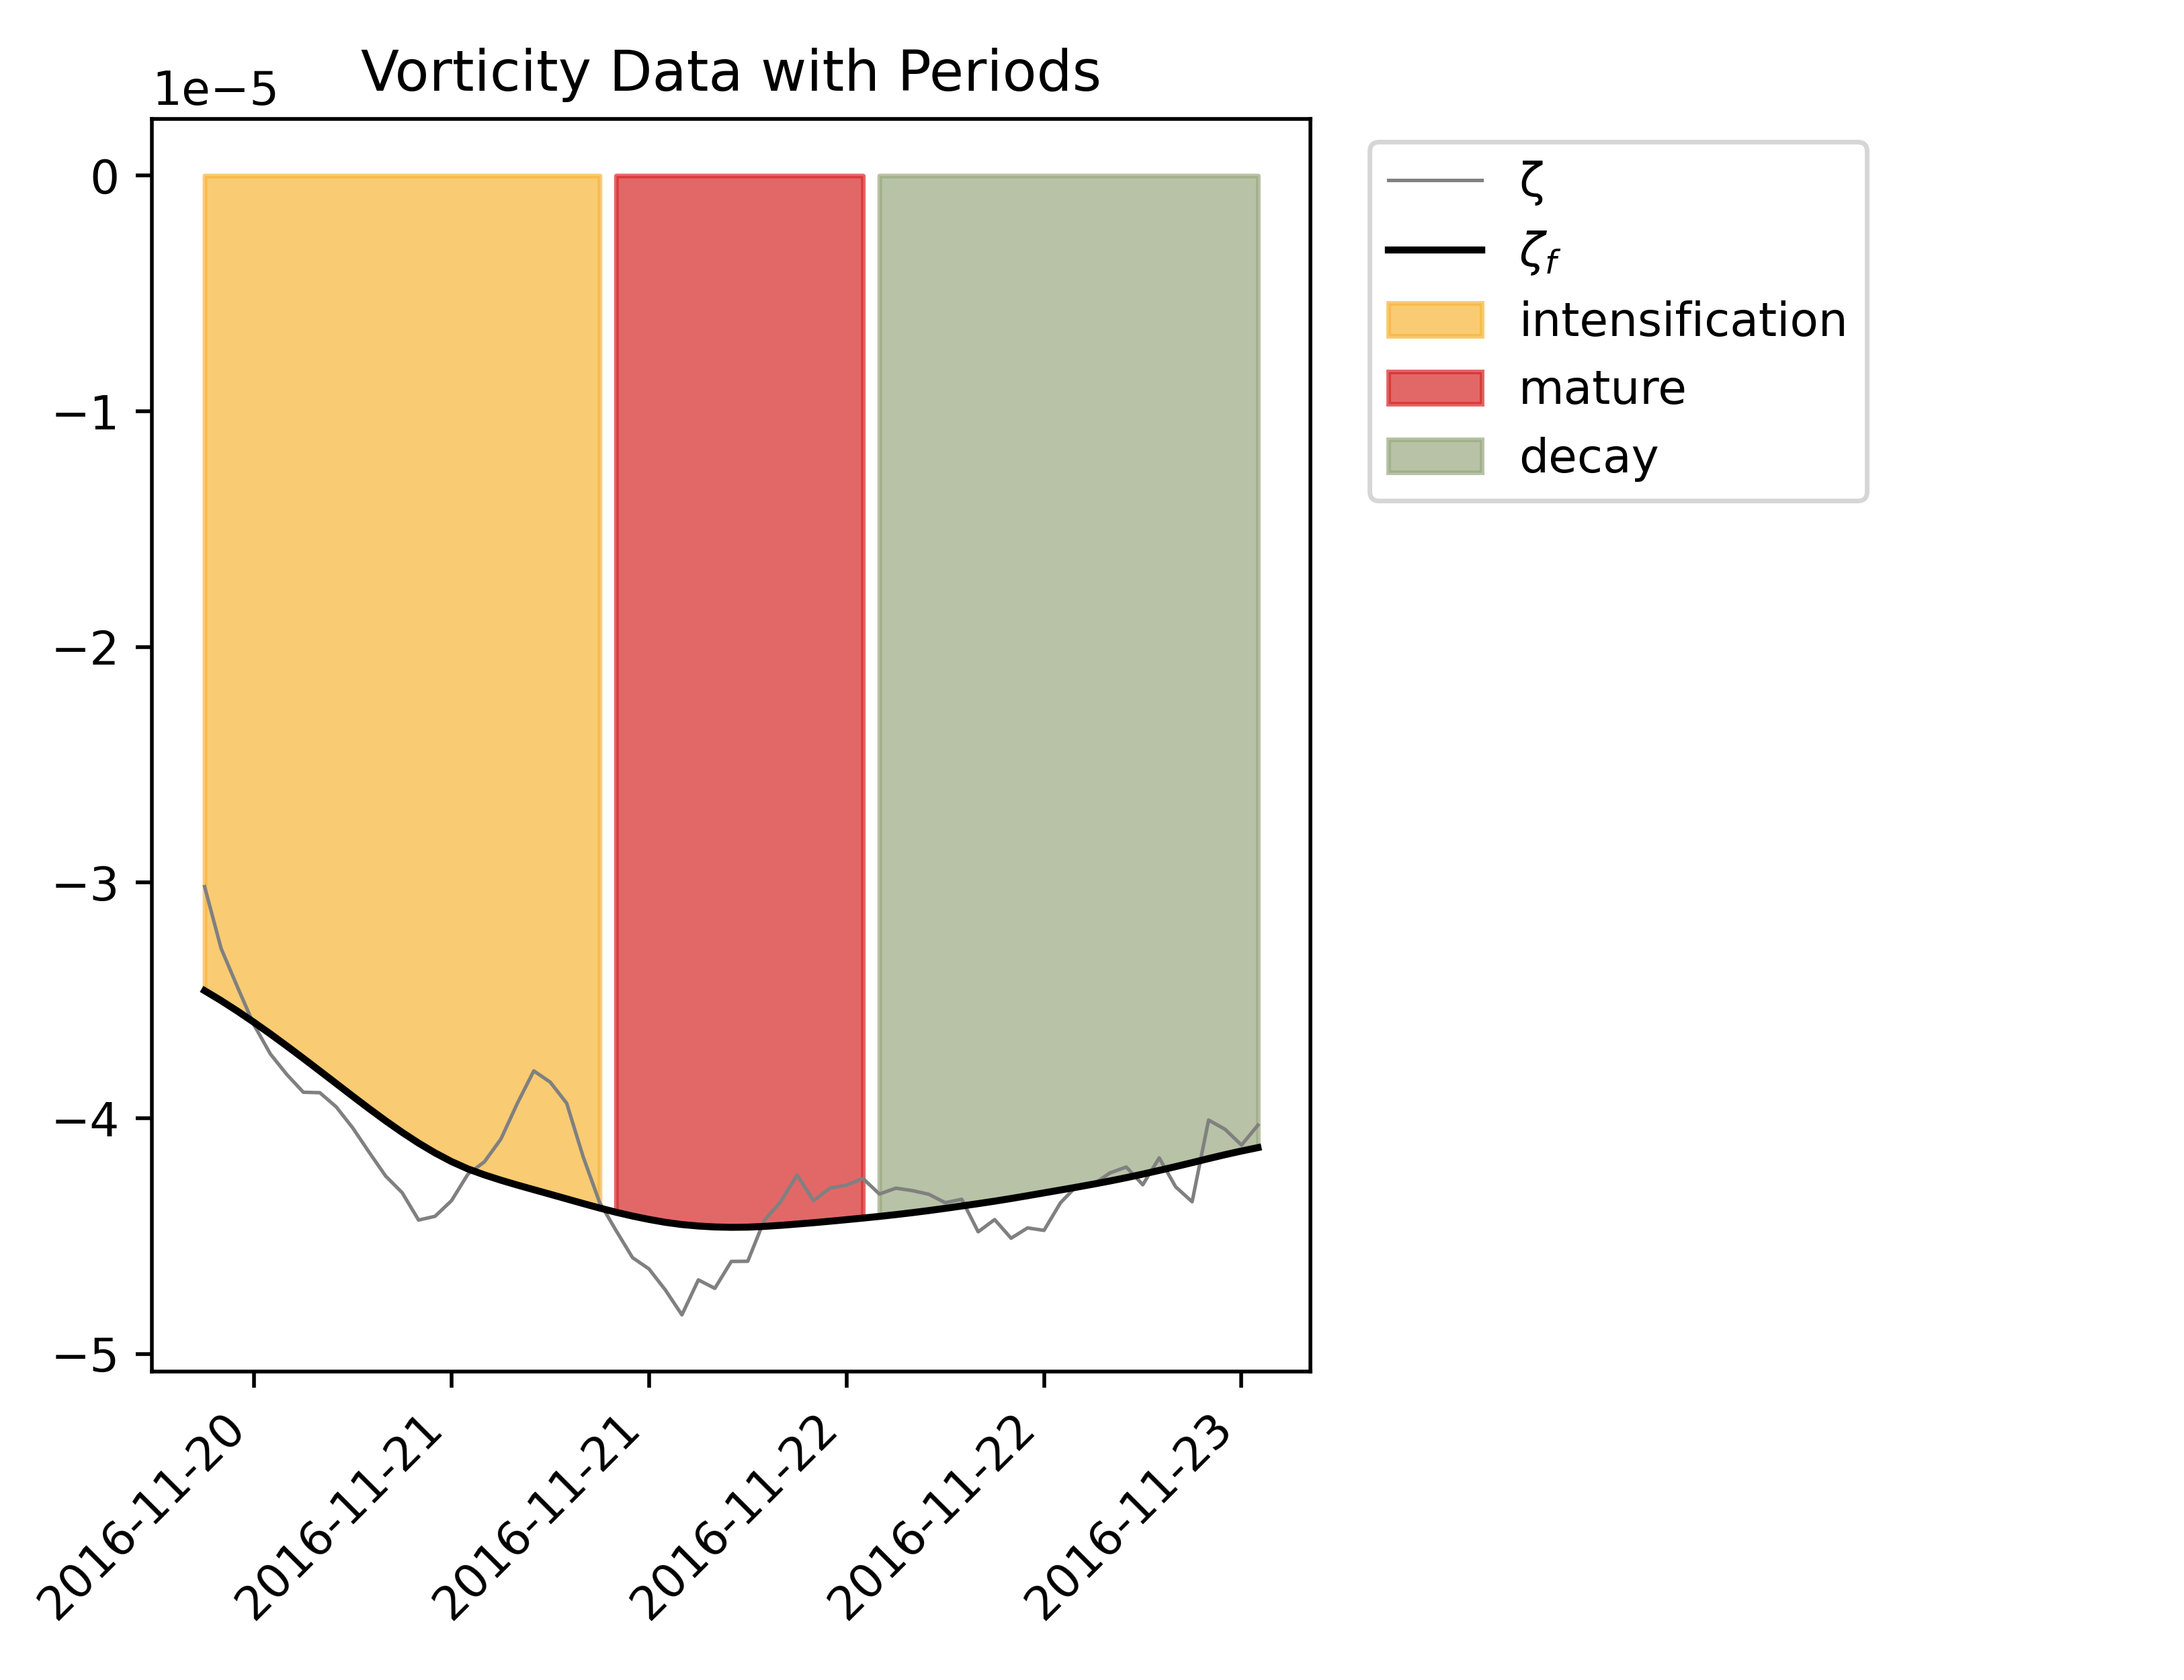 Vorticity Data with Periods
1e−5
0
−1
−2
−3
−4
−5
2016-11-20
2016-11-21
2016-11-21
2016-11-22
2016-11-22
2016-11-23
ζ
ζf
intensification
mature
decay